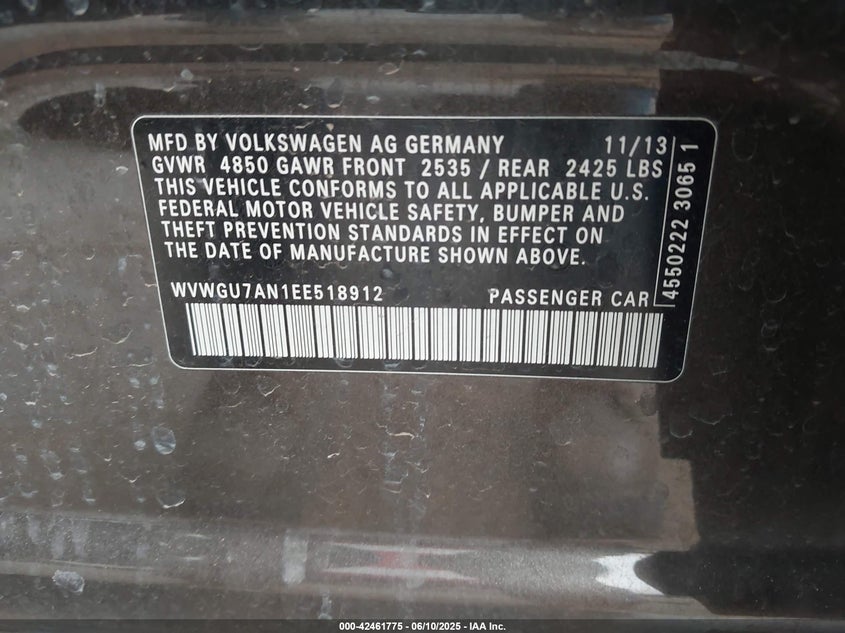 MFD BY VOLKSWAGEN AG GERMANY 11/13
GVWR 4850 GAWR FRONT 2535 / REAR 2425 LBS
THIS VEHICLE CONFORMS TO ALL APPLICABLE U.S.
FEDERAL MOTOR VEHICLE SAFETY, BUMPER AND
THEFT PREVENTION STANDARDS IN EFFECT ON
THE DATE OF MANUFACTURE SHOWN ABOVE.
WVWGU7AN1EE518912 PASSENGER CAR
4550222 3065 1
000-42461775 - 06/10/2025 - IAA Inc.